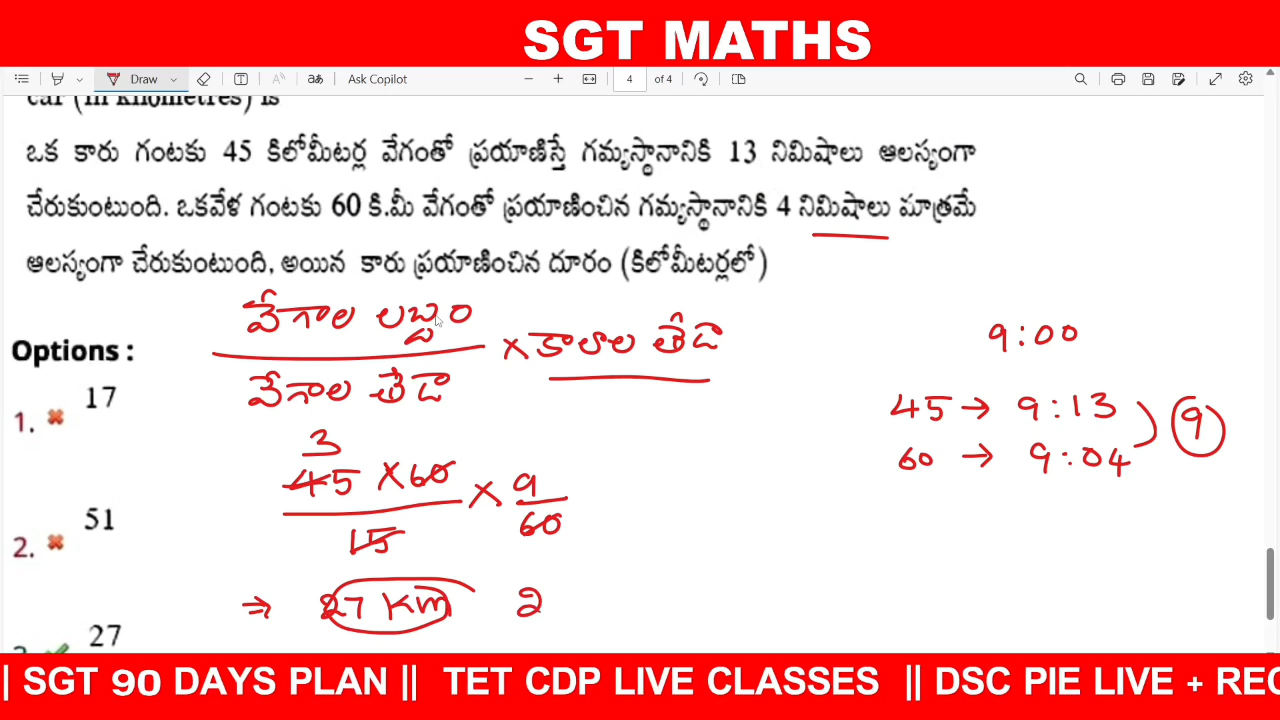 SGT MATHS
Draw
Ask Copilot
4 of 4
car (in kilometres) is
ఒక కారు గంటకు 45 కిలోమీటర్ల వేగంతో ప్రయాణిస్తే గమ్యస్థానానికి 13 నిమిషాలు ఆలస్యంగా
చేరుకుంటుంది. ఒకవేళ గంటకు 60 కి.మీ వేగంతో ప్రయాణించిన గమ్యస్థానానికి 4 నిమిషాలు మాత్రమే
ఆలస్యంగా చేరుకుంటుంది, అయిన కారు ప్రయాణించిన దూరం (కిలోమీటర్లలో)
వేగాల లబ్దం
వేగాల తేడా
× కాలాల తేడా
9:00
45 → 9:13
60 → 9:04
9
Options :
1. 17
3
45 × 60 × 9
15 60
2. 51
⇒ 27 KM 2
27
|| SGT 90 DAYS PLAN || TET CDP LIVE CLASSES || DSC PIE LIVE + REC